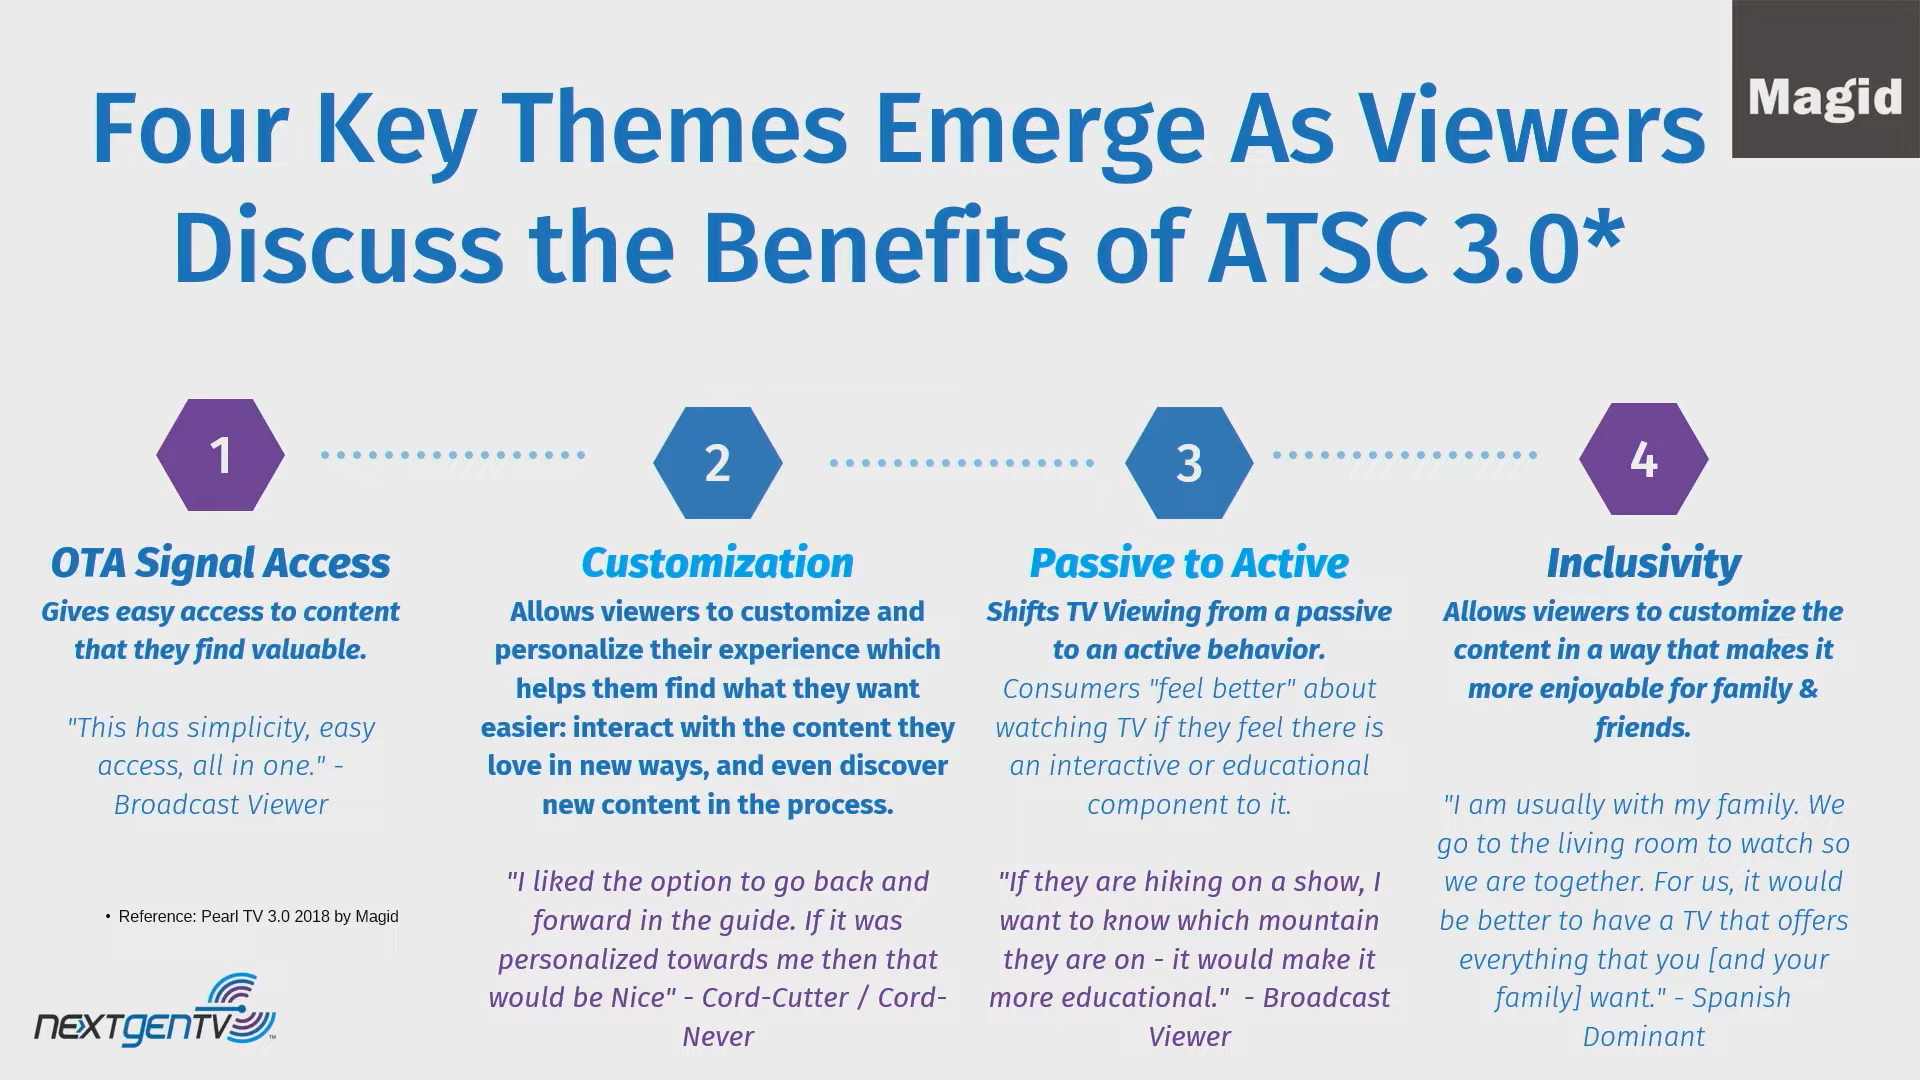 Magid
Four Key Themes Emerge As Viewers
Discuss the Benefits of ATSC 3.0*
1
2
3
4
OTA Signal Access
Gives easy access to content
that they find valuable.
"This has simplicity, easy
access, all in one." -
Broadcast Viewer
Customization
Allows viewers to customize and
personalize their experience which
helps them find what they want
easier: interact with the content they
love in new ways, and even discover
new content in the process.
"I liked the option to go back and
forward in the guide. If it was
personalized towards me then that
would be Nice" - Cord-Cutter / Cord-
Never
Passive to Active
Shifts TV Viewing from a passive
to an active behavior.
Consumers "feel better" about
watching TV if they feel there is
an interactive or educational
component to it.
"If they are hiking on a show, I
want to know which mountain
they are on - it would make it
more educational."  - Broadcast
Viewer
Inclusivity
Allows viewers to customize the
content in a way that makes it
more enjoyable for family &
friends.
"I am usually with my family. We
go to the living room to watch so
we are together. For us, it would
be better to have a TV that offers
everything that you [and your
family] want." - Spanish
Dominant
• Reference: Pearl TV 3.0 2018 by Magid
NEXTGENTV™